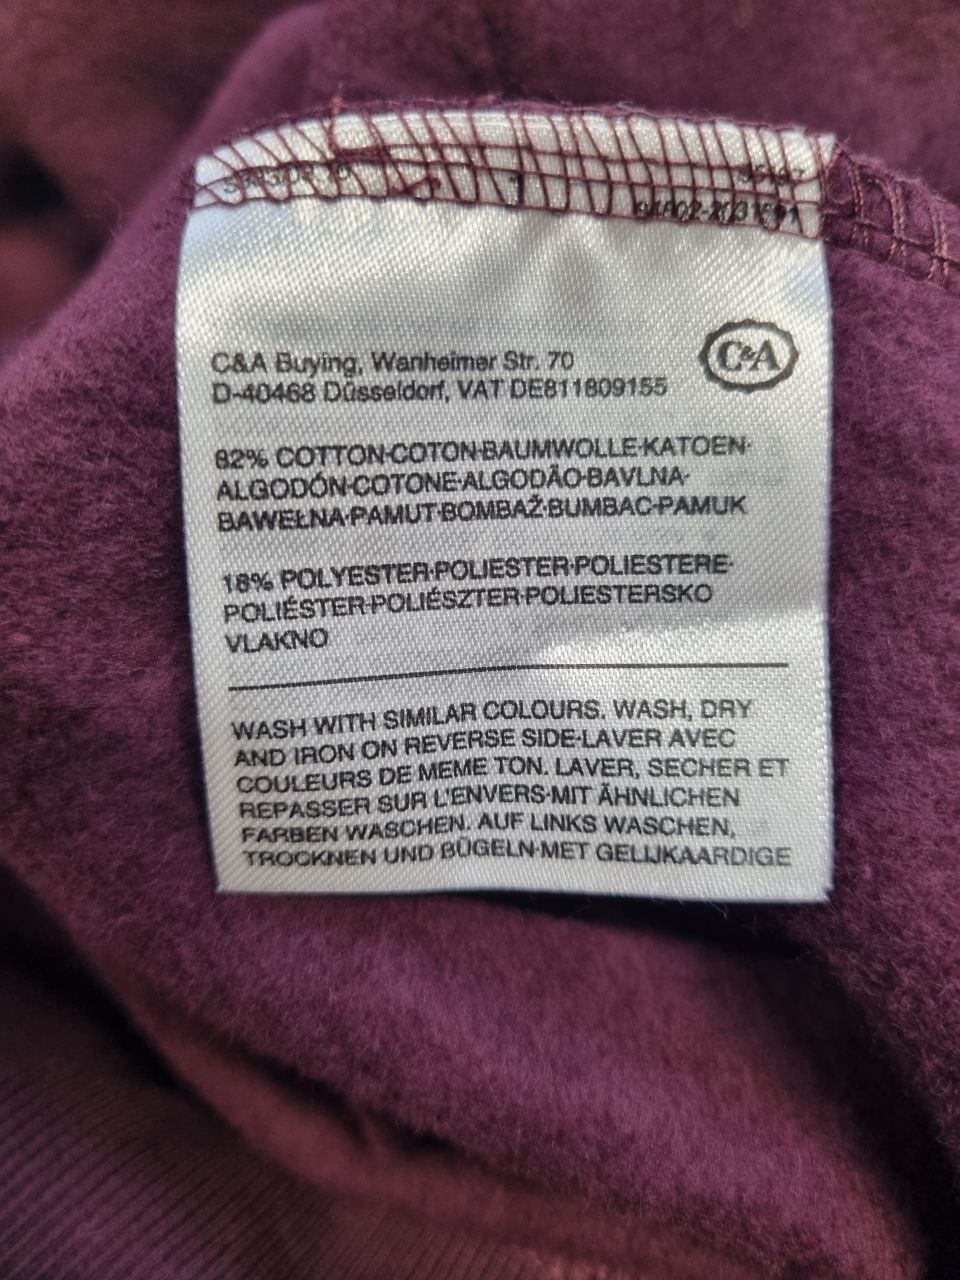 C&A Buying, Wanheimer Str. 70
D-40468 Düsseldorf, VAT DE811809155
C&A
82% COTTON·COTON·BAUMWOLLE·KATOEN·
ALGODÓN·COTONE·ALGODÃO·BAVLNA·
BAWEŁNA·PAMUT·BOMBAŽ·BUMBAC·PAMUK
18% POLYESTER·POLIESTER·POLIESTERE·
POLIÉSTER·POLIÉSZTER·POLIESTERSKO
VLAKNO
WASH WITH SIMILAR COLOURS. WASH, DRY
AND IRON ON REVERSE SIDE·LAVER AVEC
COULEURS DE MEME TON. LAVER, SECHER ET
REPASSER SUR L'ENVERS·MIT ÄHNLICHEN
FARBEN WASCHEN. AUF LINKS WASCHEN,
TROCKNEN UND BÜGELN·MET GELIJKAARDIGE